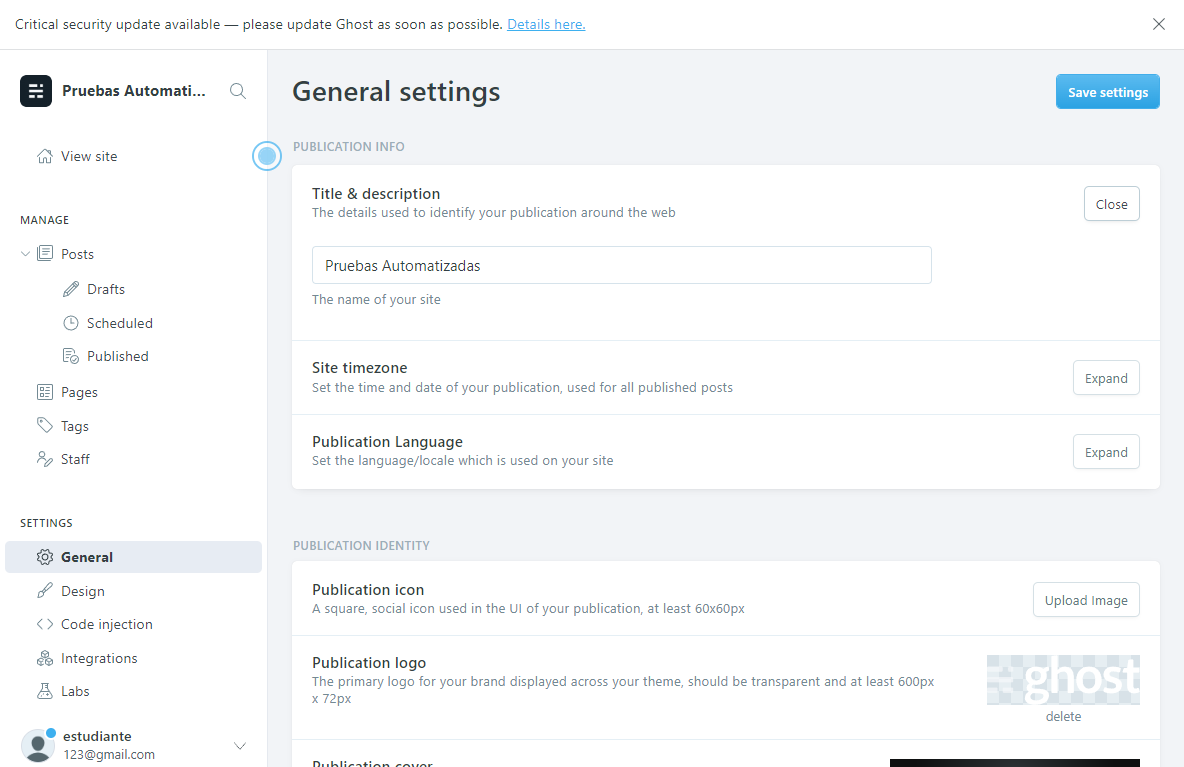 Critical security update available — please update Ghost as soon as possible. Details here.
Pruebas Automati...
View site
MANAGE
Posts
Drafts
Scheduled
Published
Pages
Tags
Staff
SETTINGS
General
Design
Code injection
Integrations
Labs
estudiante
123@gmail.com
General settings
Save settings
PUBLICATION INFO
Title & description
The details used to identify your publication around the web
Close
Pruebas Automatizadas
The name of your site
Site timezone
Set the time and date of your publication, used for all published posts
Expand
Publication Language
Set the language/locale which is used on your site
Expand
PUBLICATION IDENTITY
Publication icon
A square, social icon used in the UI of your publication, at least 60x60px
Upload Image
Publication logo
The primary logo for your brand displayed across your theme, should be transparent and at least 600px
x 72px
ghost
delete
Publication cover